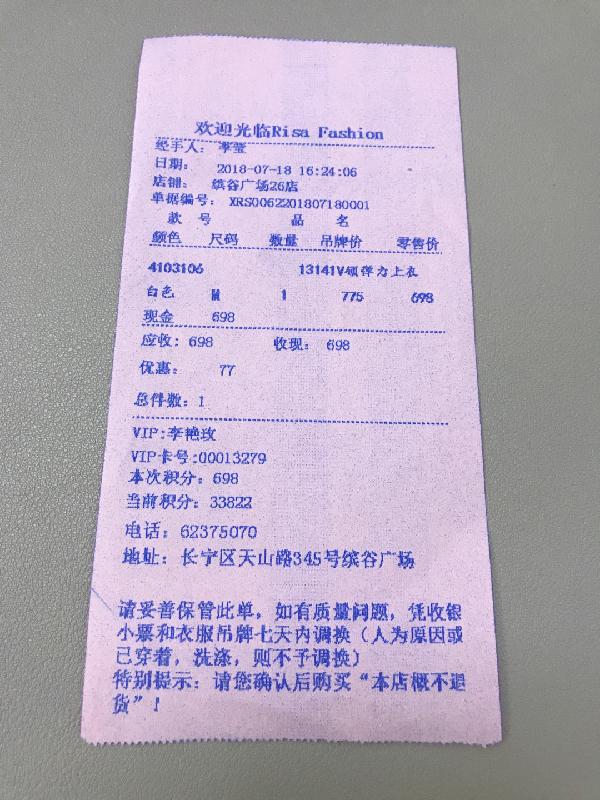 欢迎光临Risa Fashion
经手人: 李莹
日期: 2018-07-18 16:24:06
店铺: 缤谷广场26店
单据编号: XRS0062201807180001
款 号 品 名
颜色 尺码 数量 吊牌价 零售价
4103106 13141V领弹力上衣
白色 M 1 775 698
现金 698
应收: 698 收现: 698
优惠: 77
总件数: 1
VIP:李艳玫
VIP卡号:00013279
本次积分: 698
当前积分: 33822
电话: 62375070
地址: 长宁区天山路345号缤谷广场
请妥善保管此单, 如有质量问题, 凭收银
小票和衣服吊牌七天内调换 (人为原因或
已穿着, 洗涤, 则不予调换)
特别提示: 请您确认后购买“本店概不退
货”!